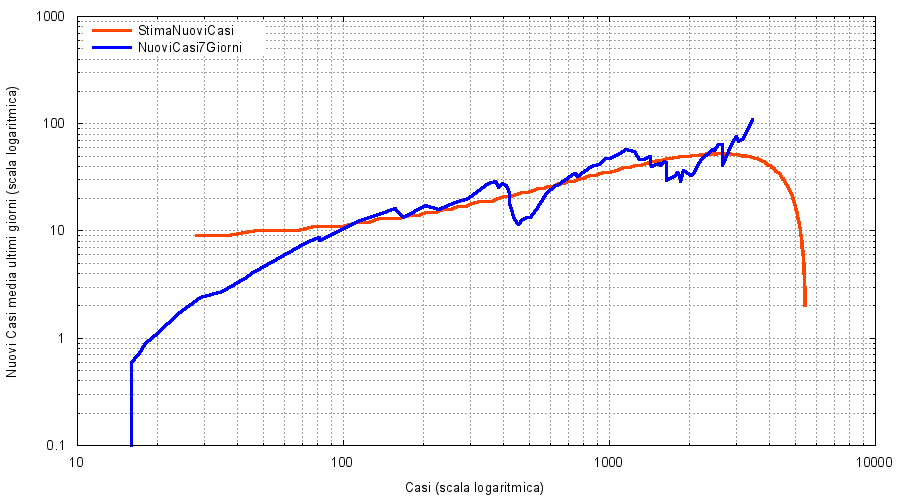 1000
100
10
1
0.1
Nuovi Casi media ultimi giorni (scala logaritmica)
StimaNuoviCasi
NuoviCasi7Giorni
10
100
1000
10000
Casi (scala logaritmica)